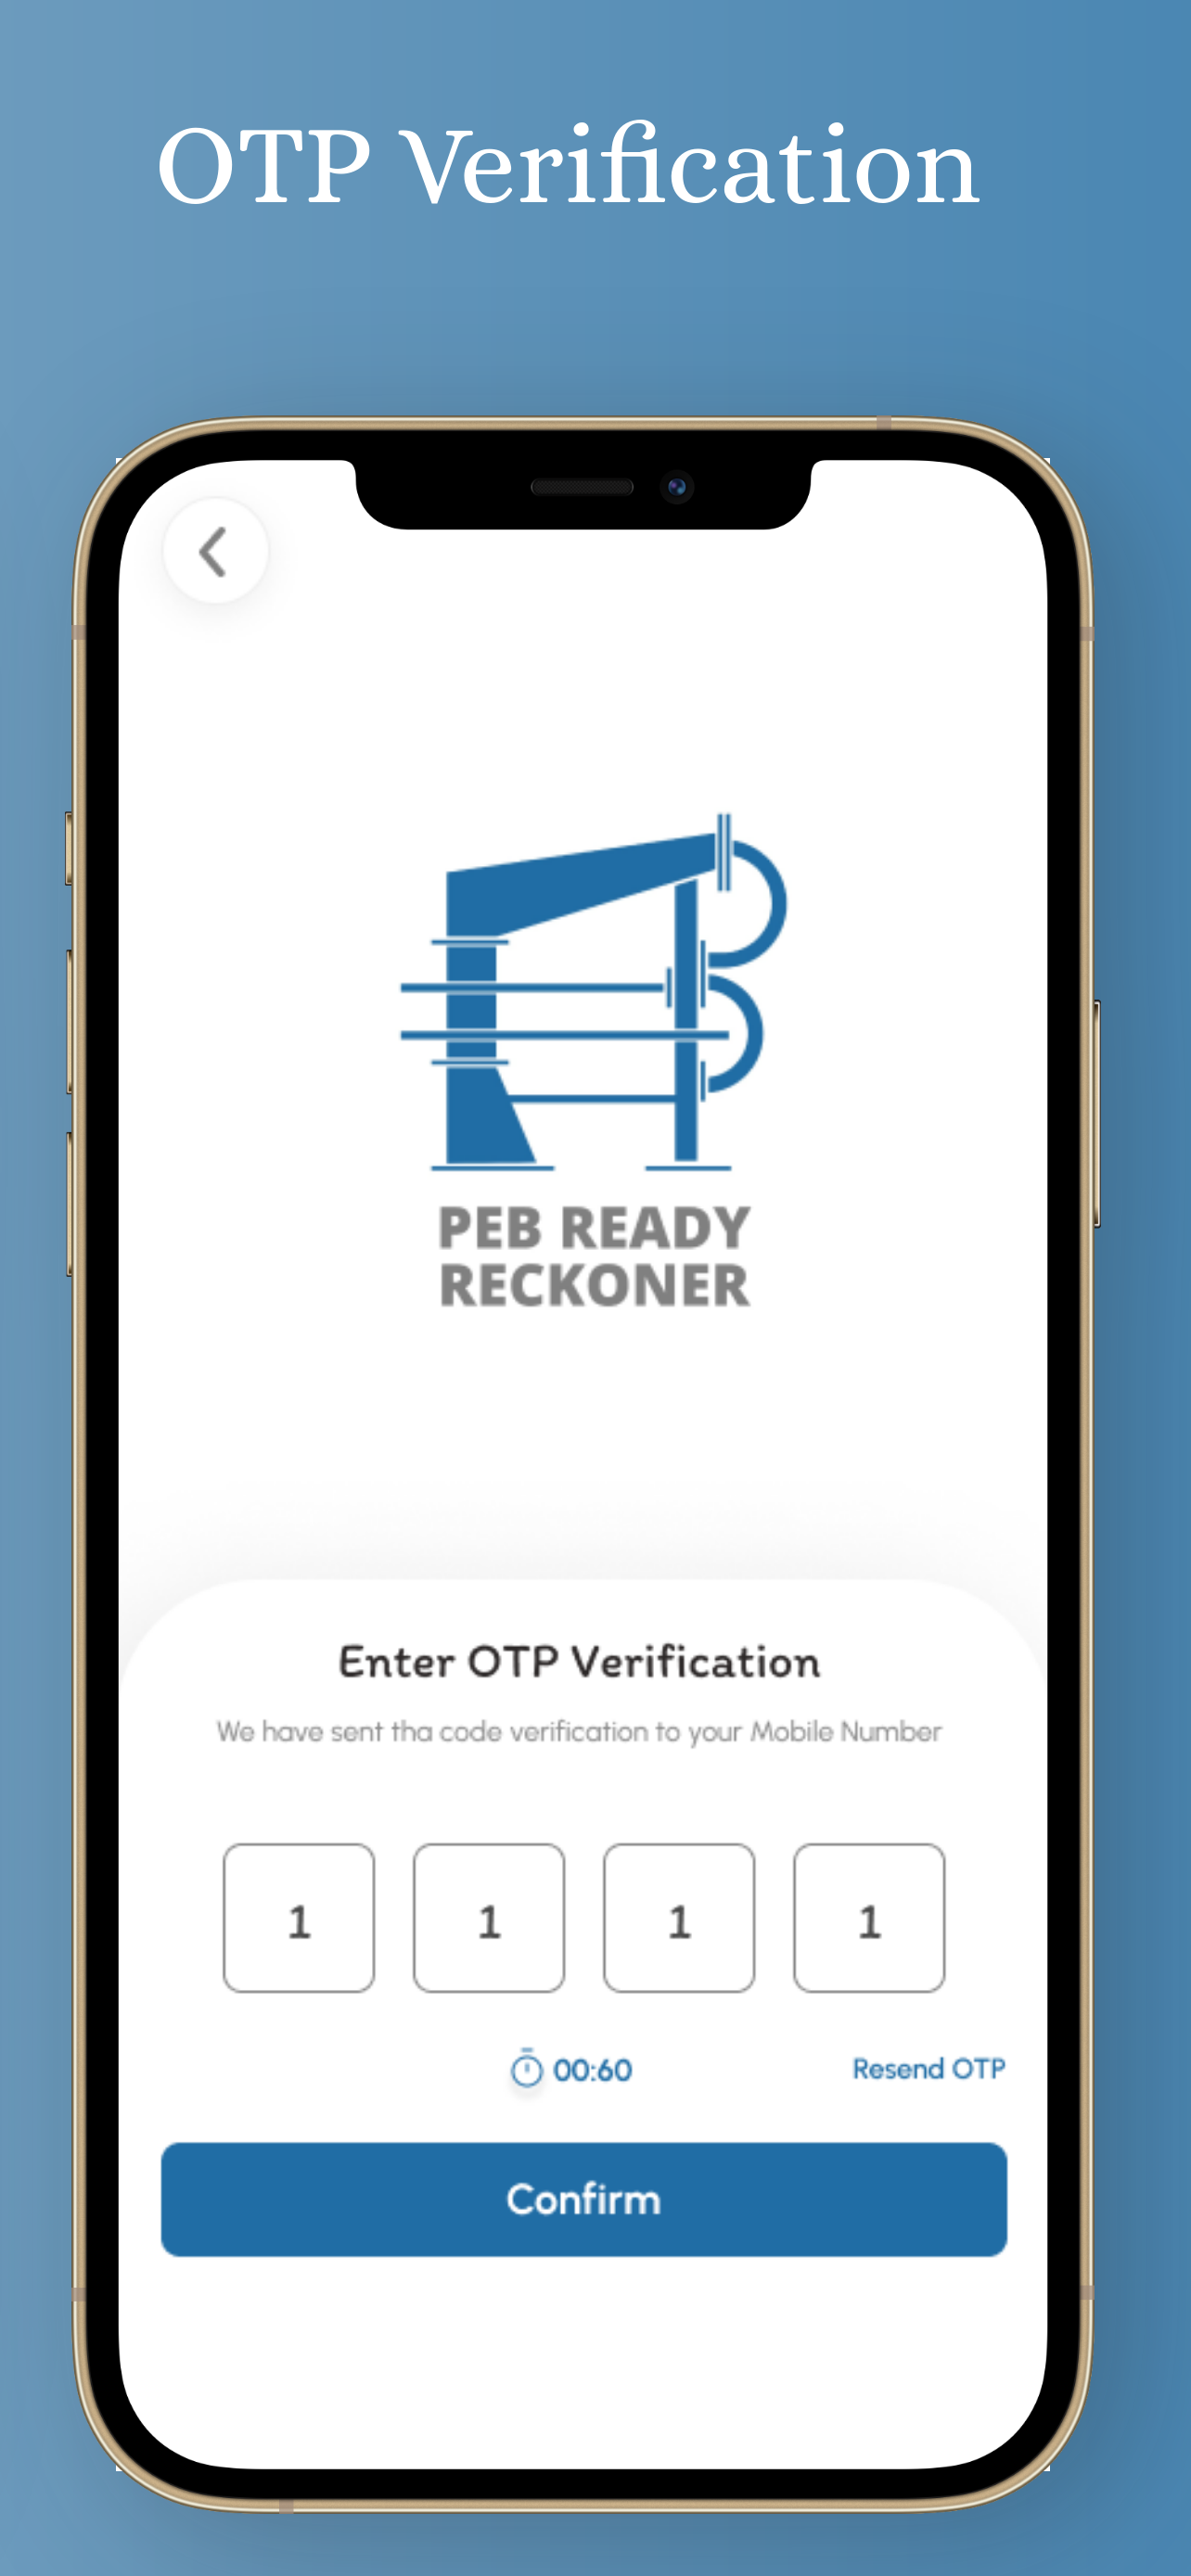 OTP Verification
PEB READY
RECKONER
Enter OTP Verification
We have sent tha code verification to your Mobile Number
1 1 1 1
00:60 Resend OTP
Confirm